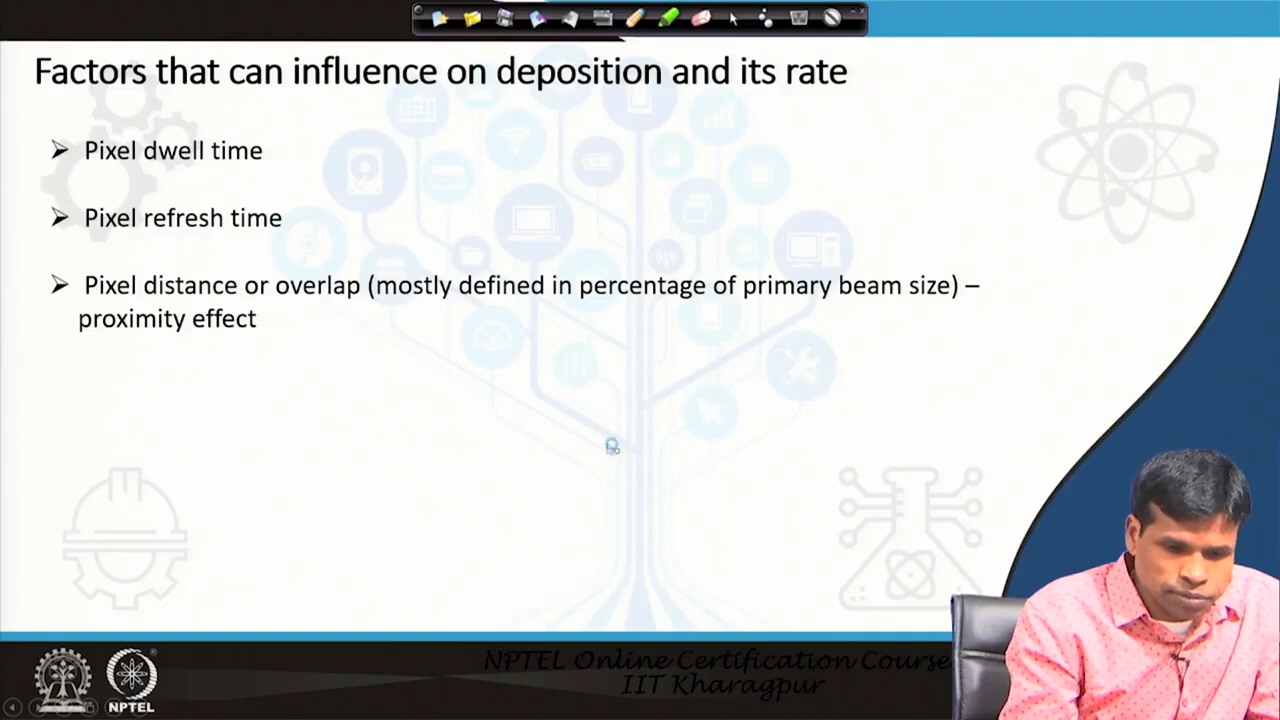 Factors that can influence on deposition and its rate
➢ Pixel dwell time
➢ Pixel refresh time
➢ Pixel distance or overlap (mostly defined in percentage of primary beam size) –
proximity effect
NPTEL Online Certification Course
IIT Kharagpur
NPTEL